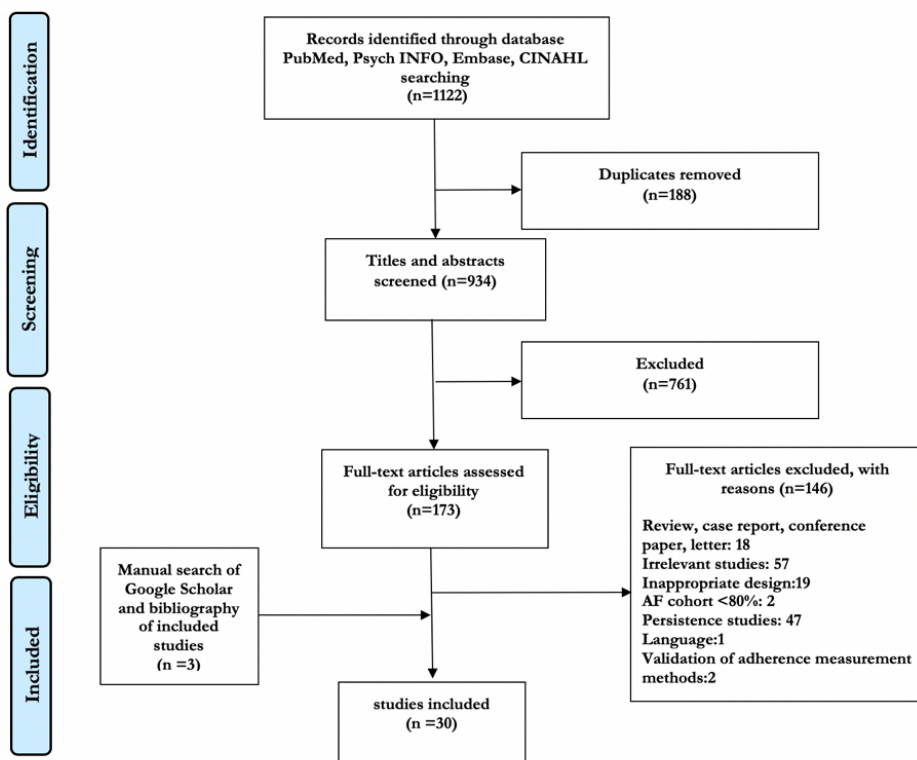 Identification
Records identified through database
PubMed, Psych INFO, Embase, CINAHL
searching
(n=1122)
Duplicates removed
(n=188)
Screening
Titles and abstracts
screened (n=934)
Excluded
(n=761)
Eligibility
Full-text articles assessed
for eligibility
(n=173)
Full-text articles excluded, with
reasons (n=146)
Review, case report, conference
paper, letter: 18
Irrelevant studies: 57
Inappropriate design:19
AF cohort <80%: 2
Persistence studies: 47
Language:1
Validation of adherence measurement
methods:2
Included
Manual search of
Google Scholar
and bibliography
of included
studies
(n =3)
studies included
(n =30)